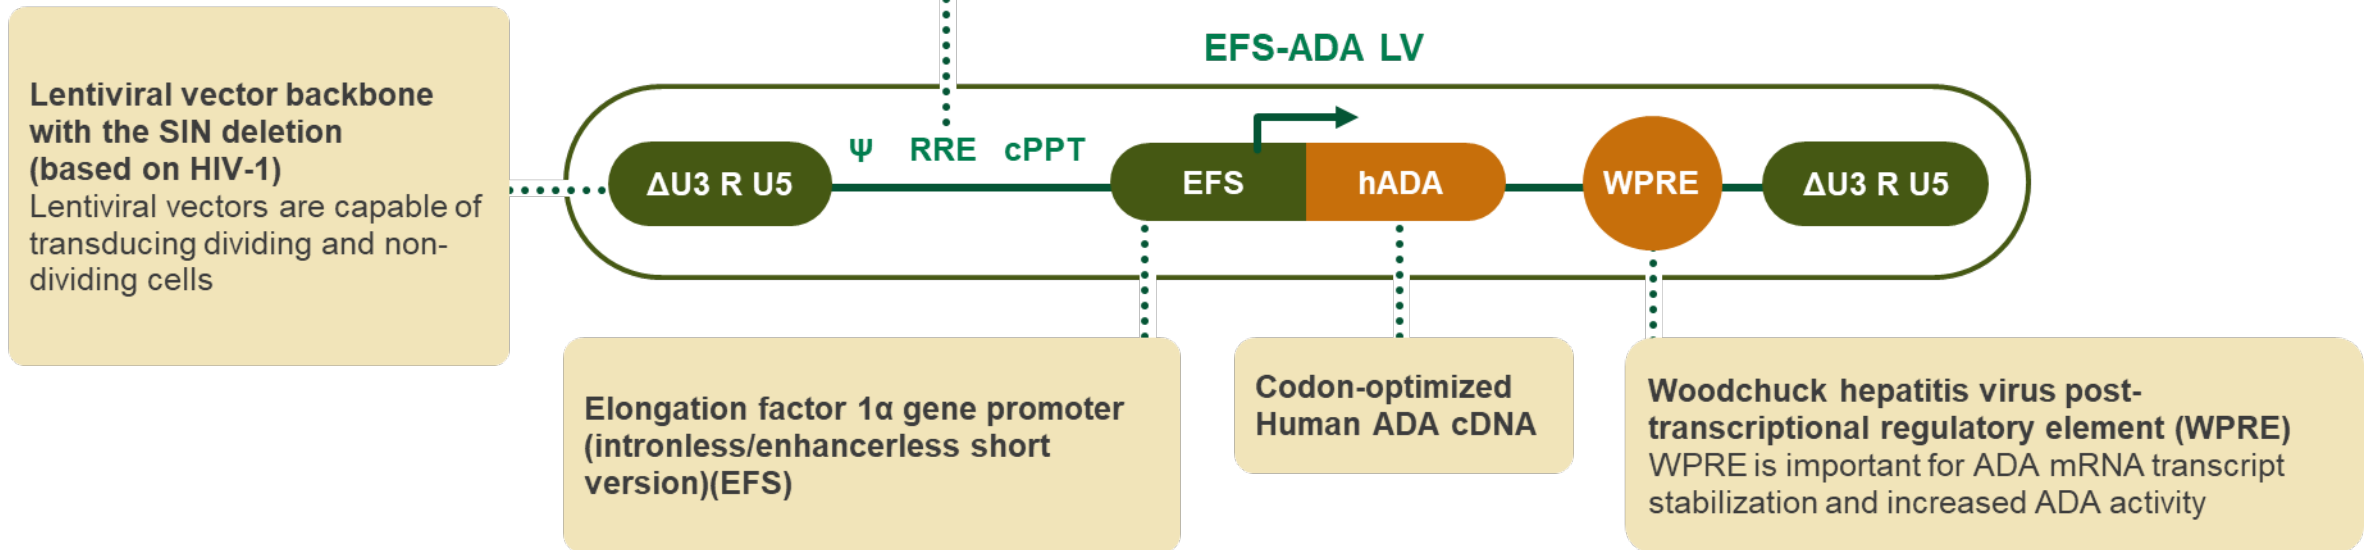 Lentiviral vector backbone
with the SIN deletion
(based on HIV-1)
Lentiviral vectors are capable of
transducing dividing and non-
dividing cells
EFS-ADA LV
ΔU3 R U5
Ψ RRE cPPT
EFS
hADA
WPRE
ΔU3 R U5
Elongation factor 1α gene promoter
(intronless/enhancerless short
version)(EFS)
Codon-optimized
Human ADA cDNA
Woodchuck hepatitis virus post-
transcriptional regulatory element (WPRE)
WPRE is important for ADA mRNA transcript
stabilization and increased ADA activity